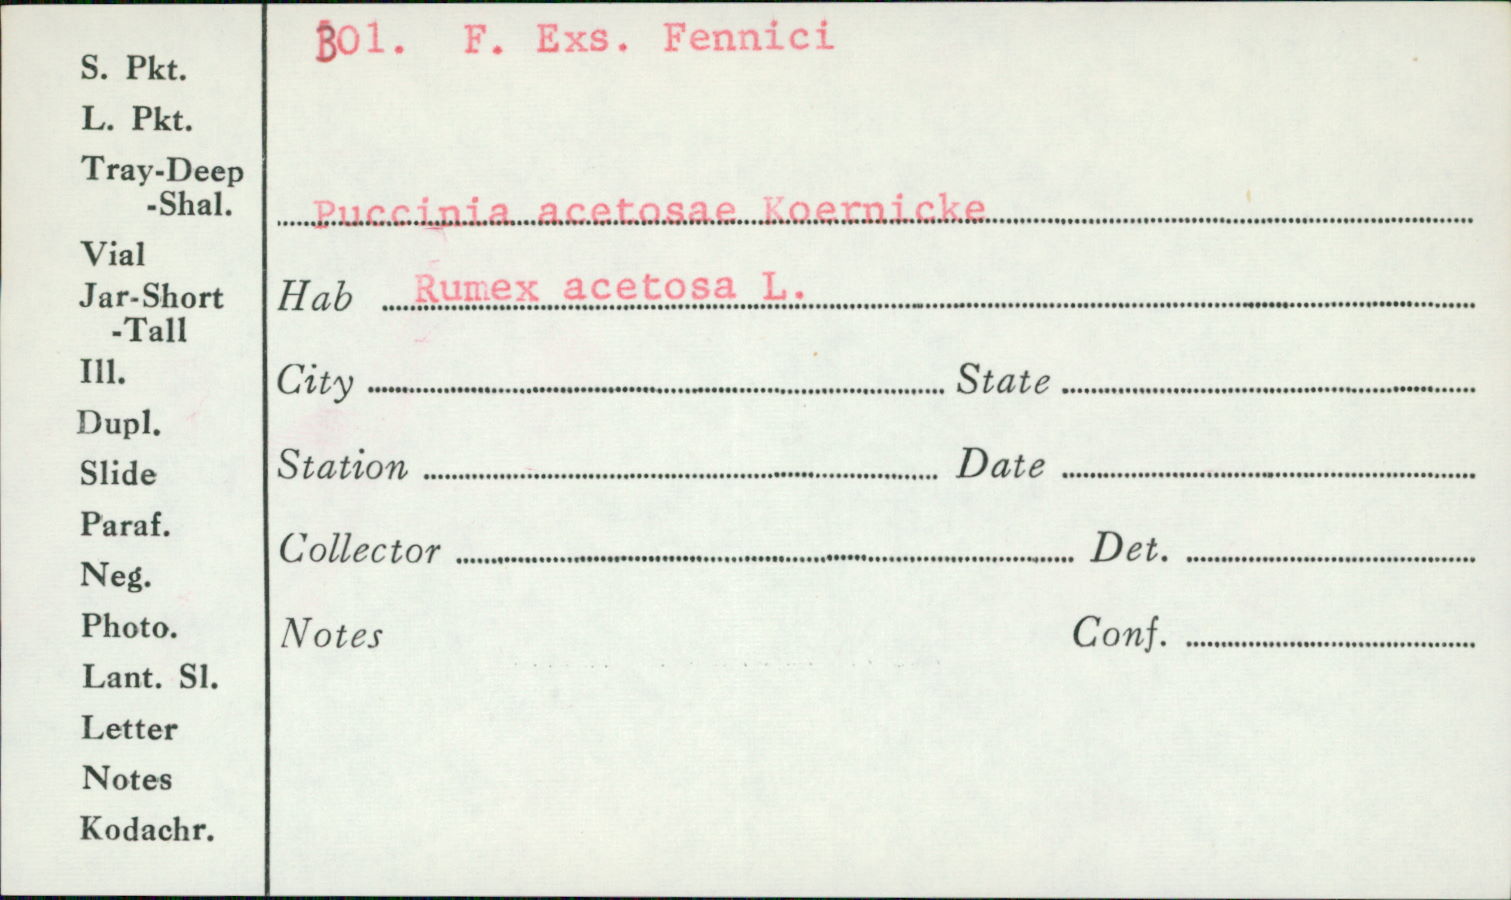 301. F. Exs. Fennici
S. Pkt.
L. Pkt.
Tray-Deep
-Shal.
Puccinia acetosae Koernicke
Vial
Jar-Short
-Tall
Hab Rumex acetosa L.
Ill.
City State
Dupl.
Slide
Station Date
Paraf.
Collector Det.
Neg.
Photo.
Notes Conf.
Lant. Sl.
Letter
Notes
Kodachr.